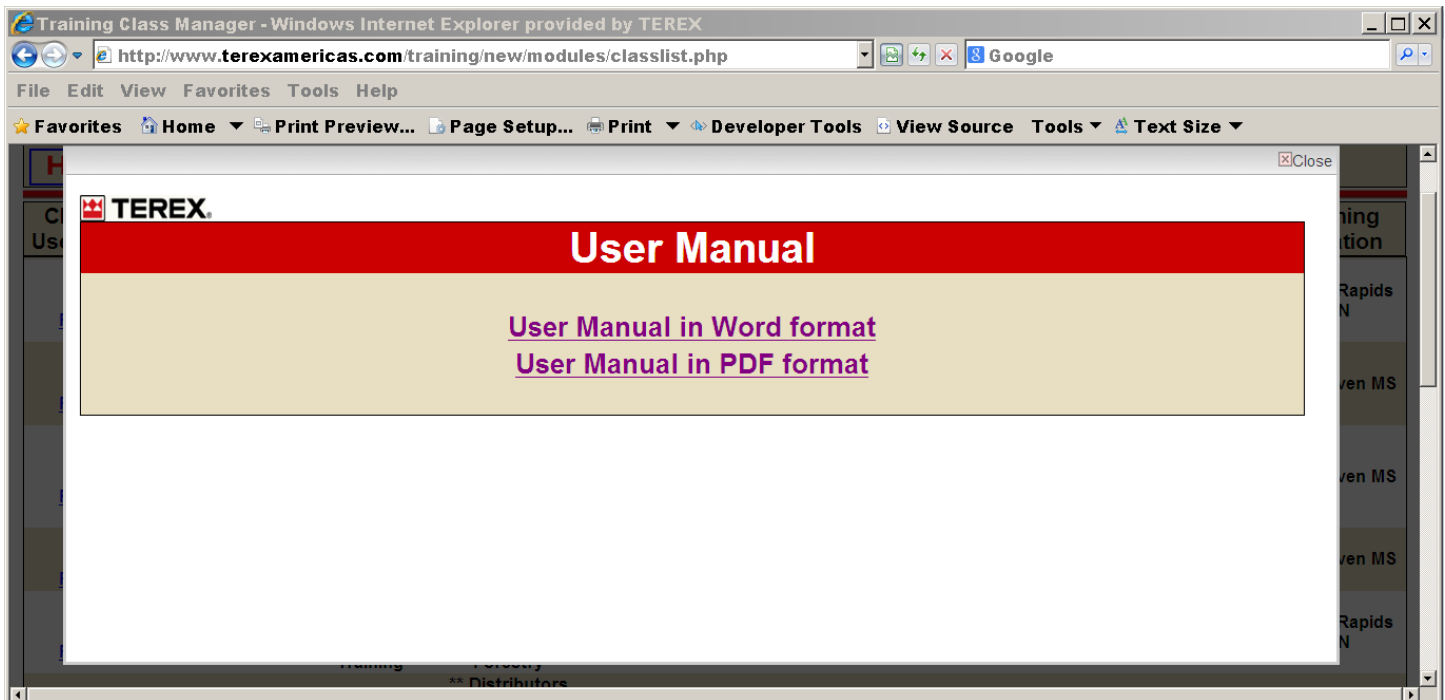 Training Class Manager - Windows Internet Explorer provided by TEREX
http://www.terexamericas.com/training/new/modules/classlist.php Google
File Edit View Favorites Tools Help
Favorites Home Print Preview... Page Setup... Print Developer Tools View Source Tools Text Size
Close
TEREX.
User Manual
User Manual in Word format
User Manual in PDF format
Rapids
MS
MS
MS
Rapids
Training
Forestry
** Distributors